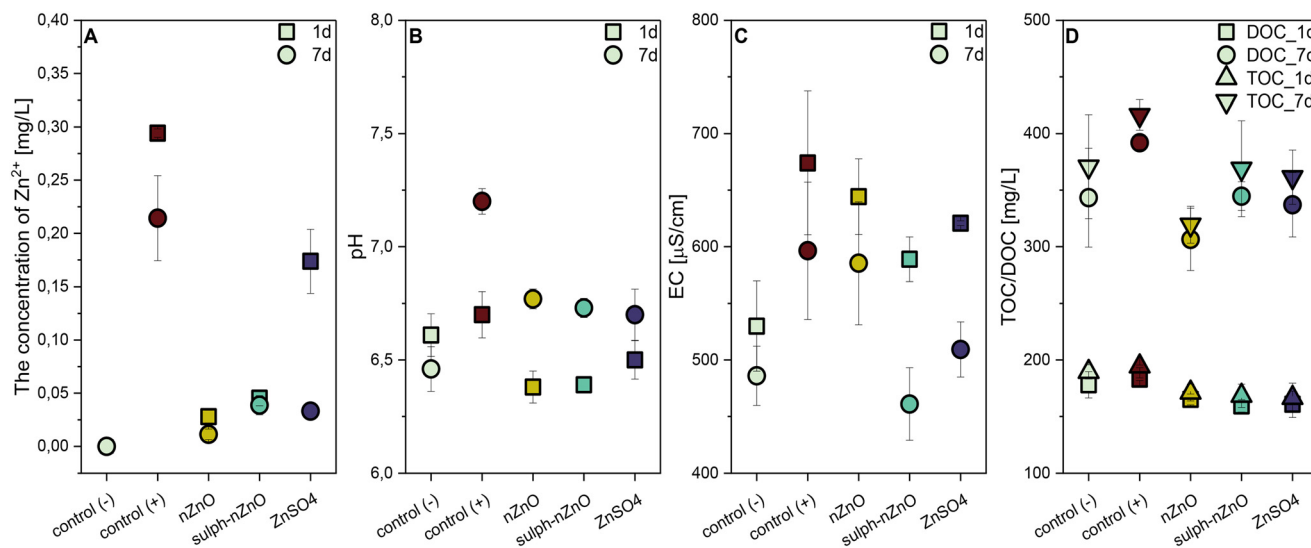 A
1d
7d
0,40
0,35
0,30
0,25
0,20
0,15
0,10
0,05
0,00
The concentration of Zn²⁺ [mg/L]
control (-)
control (+)
nZnO
sulph-nZnO
ZnSO4
B
1d
7d
8,0
7,5
7,0
6,5
6,0
pH
control (-)
control (+)
nZnO
sulph-nZnO
ZnSO4
C
1d
7d
800
700
600
500
400
EC [µS/cm]
control (-)
control (+)
nZnO
sulph-nZnO
ZnSO4
D
DOC_1d
DOC_7d
TOC_1d
TOC_7d
500
400
300
200
100
TOC/DOC [mg/L]
control (-)
control (+)
nZnO
sulph-nZnO
ZnSO4